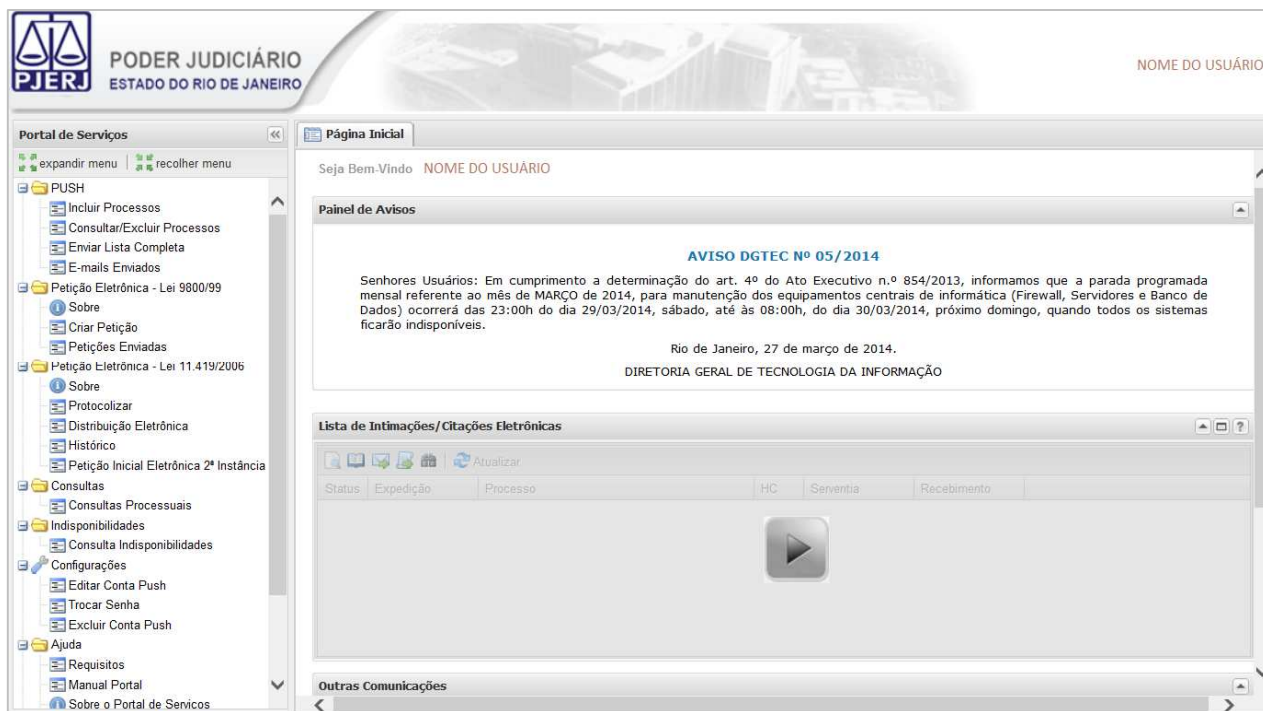 PJERJ
PODER JUDICIÁRIO
ESTADO DO RIO DE JANEIRO
NOME DO USUÁRIO
Portal de Serviços
expandir menu
recolher menu
PUSH
Incluir Processos
Consultar/Excluir Processos
Enviar Lista Completa
E-mails Enviados
Petição Eletrônica - Lei 9800/99
Sobre
Criar Petição
Petições Enviadas
Petição Eletrônica - Lei 11.419/2006
Sobre
Protocolizar
Distribuição Eletrônica
Histórico
Petição Inicial Eletrônica 2ª Instância
Consultas
Consultas Processuais
Indisponibilidades
Consulta Indisponibilidades
Configurações
Editar Conta Push
Trocar Senha
Excluir Conta Push
Ajuda
Requisitos
Manual Portal
Sobre o Portal de Serviços
Página Inicial
Seja Bem-Vindo NOME DO USUÁRIO
Painel de Avisos
AVISO DGTEC Nº 05/2014
Senhores Usuários: Em cumprimento a determinação do art. 4º do Ato Executivo n.º 854/2013, informamos que a parada programada
mensal referente ao mês de MARÇO de 2014, para manutenção dos equipamentos centrais de informática (Firewall, Servidores e Banco de
Dados) ocorrerá das 23:00h do dia 29/03/2014, sábado, até às 08:00h, do dia 30/03/2014, próximo domingo, quando todos os sistemas
ficarão indisponíveis.
Rio de Janeiro, 27 de março de 2014.
DIRETORIA GERAL DE TECNOLOGIA DA INFORMAÇÃO
Lista de Intimações/Citações Eletrônicas
Atualizar
Status Expedição Processo HC Serventia Recebimento
Outras Comunicações